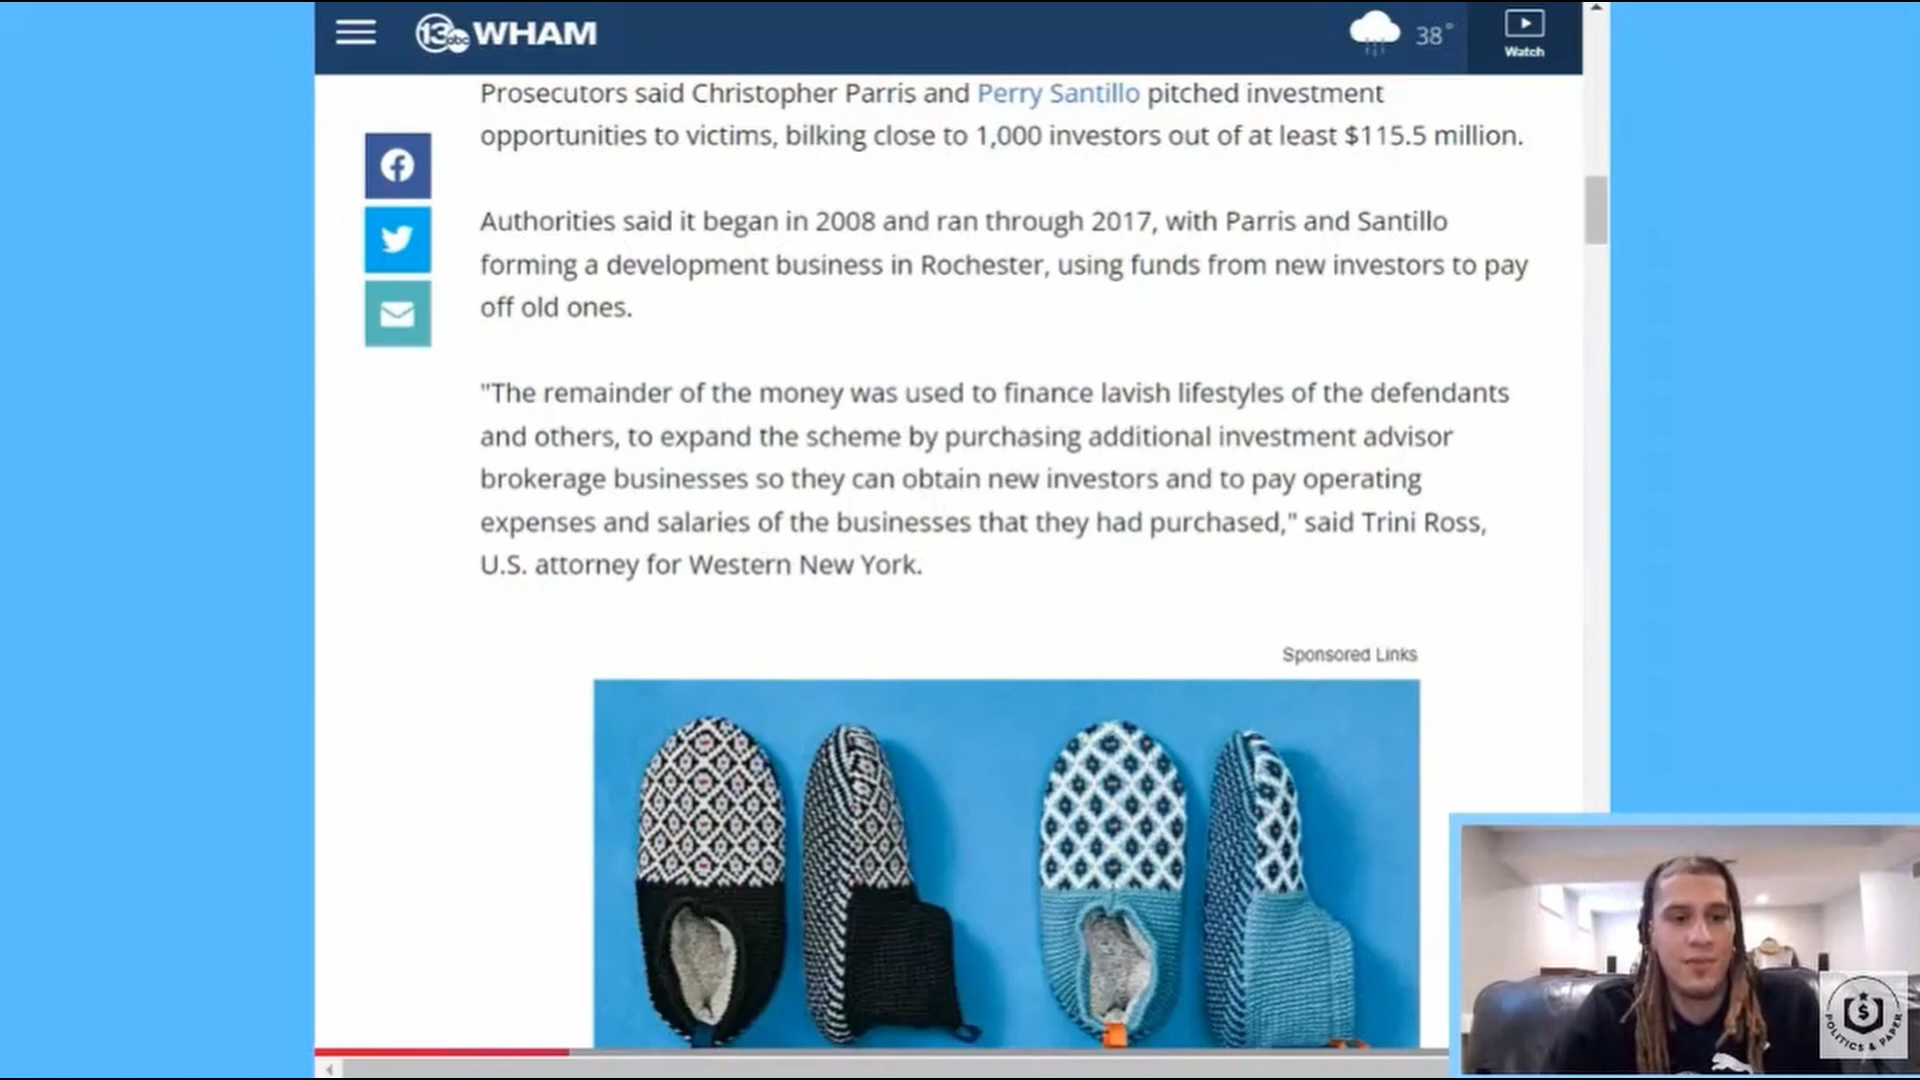 13 abc WHAM
38°
Watch
Prosecutors said Christopher Parris and Perry Santillo pitched investment
opportunities to victims, bilking close to 1,000 investors out of at least $115.5 million.
Authorities said it began in 2008 and ran through 2017, with Parris and Santillo
forming a development business in Rochester, using funds from new investors to pay
off old ones.
"The remainder of the money was used to finance lavish lifestyles of the defendants
and others, to expand the scheme by purchasing additional investment advisor
brokerage businesses so they can obtain new investors and to pay operating
expenses and salaries of the businesses that they had purchased," said Trini Ross,
U.S. attorney for Western New York.
Sponsored Links
$
POLITICS & PAPER